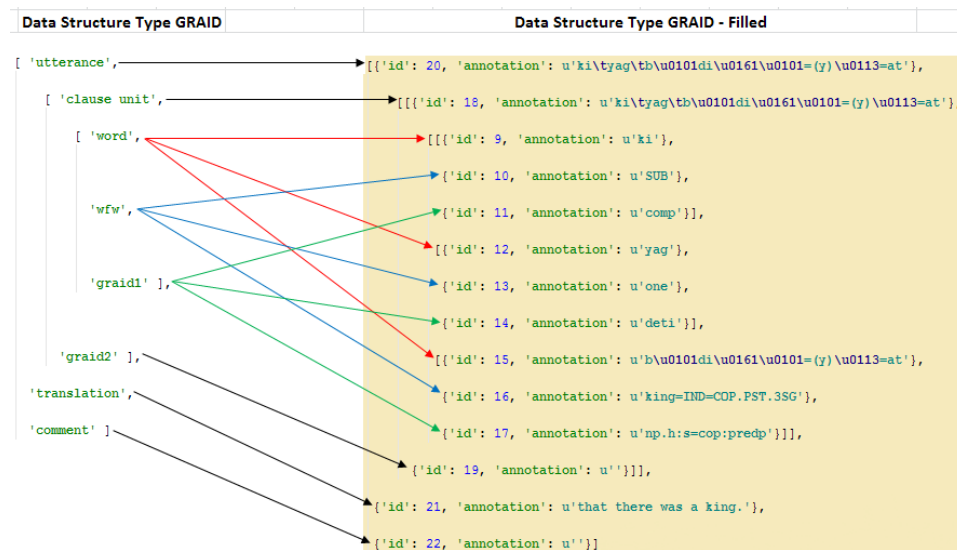 Data Structure Type GRAID Data Structure Type GRAID - Filled
[ 'utterance', [{'id': 20, 'annotation': u'ki\tyag\tb\u0101di\u0161\u0101=(y)\u0113=at'},
[ 'clause unit', [[{'id': 18, 'annotation': u'ki\tyag\tb\u0101di\u0161\u0101=(y)\u0113=at'}
[ 'word', [[{'id': 9, 'annotation': u'ki'},
{'id': 10, 'annotation': u'SUB'},
'wfw', {'id': 11, 'annotation': u'comp'}],
[{'id': 12, 'annotation': u'yag'},
'graid1' ], {'id': 13, 'annotation': u'one'},
{'id': 14, 'annotation': u'deti'}],
'graid2' ], [{'id': 15, 'annotation': u'b\u0101di\u0161\u0101=(y)\u0113=at'},
'translation', {'id': 16, 'annotation': u'king=IND=COP.PST.3SG'},
'comment' ] {'id': 17, 'annotation': u'np.h:s=cop:predp'}]],
{'id': 19, 'annotation': u''}]],
{'id': 21, 'annotation': u'that there was a king.'},
{'id': 22, 'annotation': u''}]